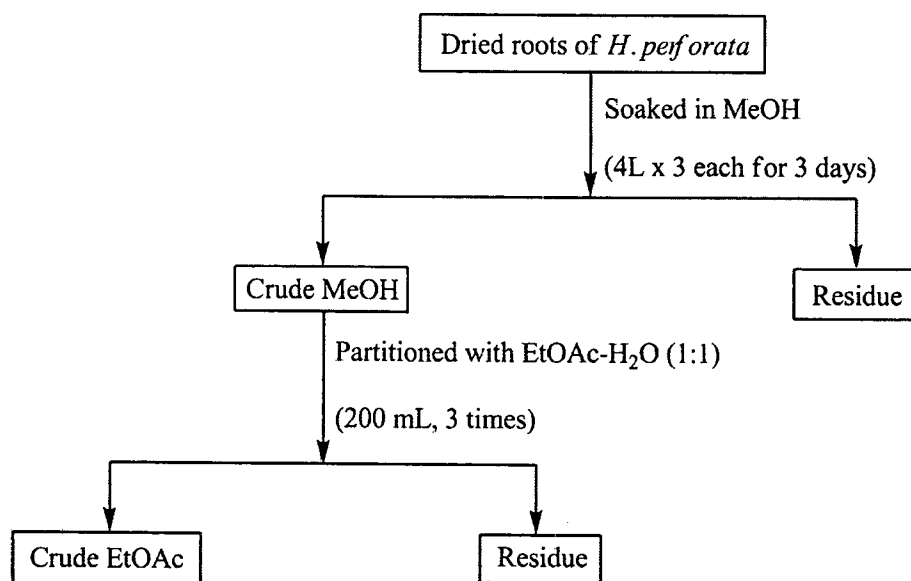 Dried roots of H. perforata
Soaked in MeOH
(4L x 3 each for 3 days)
Crude MeOH
Residue
Partitioned with EtOAc-H₂O (1:1)
(200 mL, 3 times)
Crude EtOAc
Residue